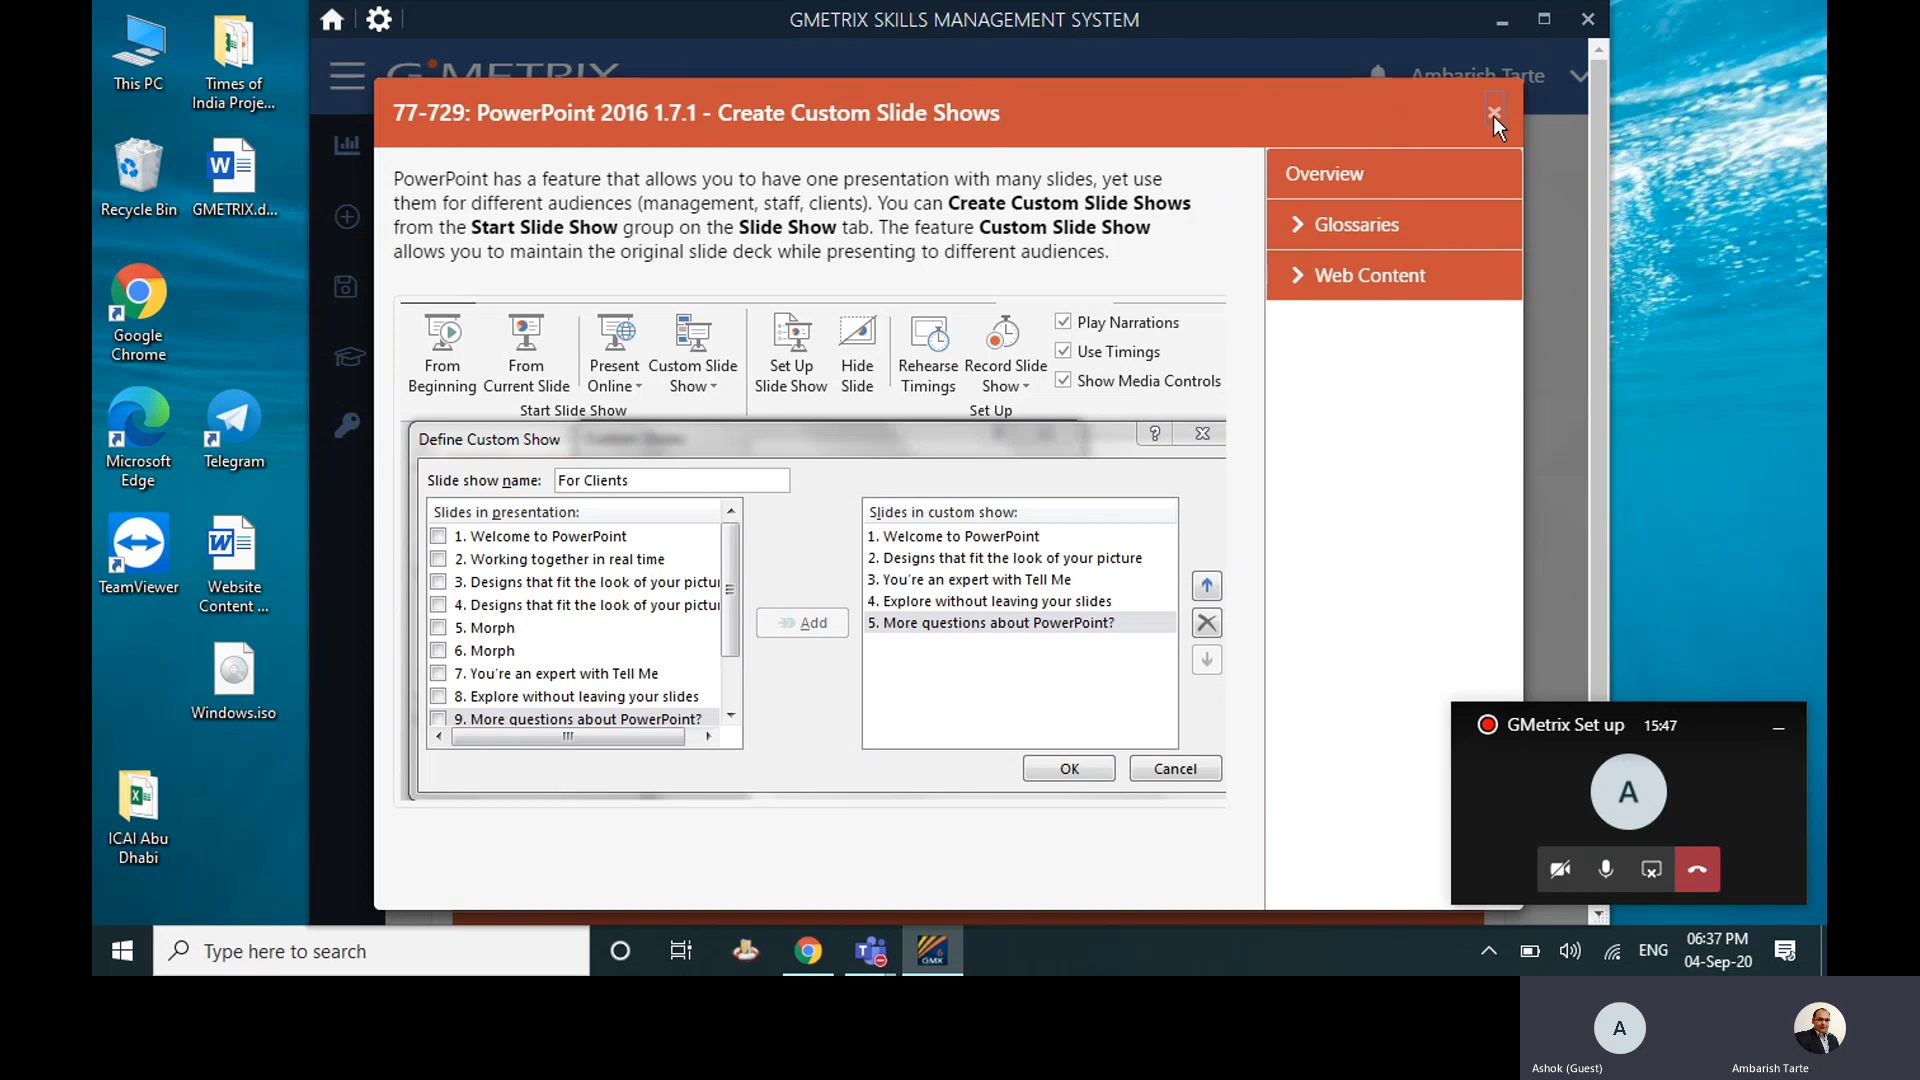 GMETRIX SKILLS MANAGEMENT SYSTEM
This PC
Times of
India Proje...
Recycle Bin
GMETRIX.d...
Google
Chrome
Microsoft
Edge
Telegram
TeamViewer
Website
Content ...
Windows.iso
ICAI Abu
Dhabi
GMETRIX
Ambarish Tarte
77-729: PowerPoint 2016 1.7.1 - Create Custom Slide Shows
PowerPoint has a feature that allows you to have one presentation with many slides, yet use
them for different audiences (management, staff, clients). You can Create Custom Slide Shows
from the Start Slide Show group on the Slide Show tab. The feature Custom Slide Show
allows you to maintain the original slide deck while presenting to different audiences.
Overview
Glossaries
Web Content
From
Beginning
From
Current Slide
Present
Online
Custom Slide
Show
Start Slide Show
Set Up
Slide Show
Hide
Slide
Rehearse
Timings
Record Slide
Show
Play Narrations
Use Timings
Show Media Controls
Set Up
Define Custom Show
Slide show name: For Clients
Slides in presentation:
1. Welcome to PowerPoint
2. Working together in real time
3. Designs that fit the look of your pictu
4. Designs that fit the look of your pictu
5. Morph
6. Morph
7. You're an expert with Tell Me
8. Explore without leaving your slides
9. More questions about PowerPoint?
Add
Slides in custom show:
1. Welcome to PowerPoint
2. Designs that fit the look of your picture
3. You're an expert with Tell Me
4. Explore without leaving your slides
5. More questions about PowerPoint?
OK
Cancel
GMetrix Set up 15:47
A
Type here to search
GMX
ENG
06:37 PM
04-Sep-20
A
Ashok (Guest)
Ambarish Tarte